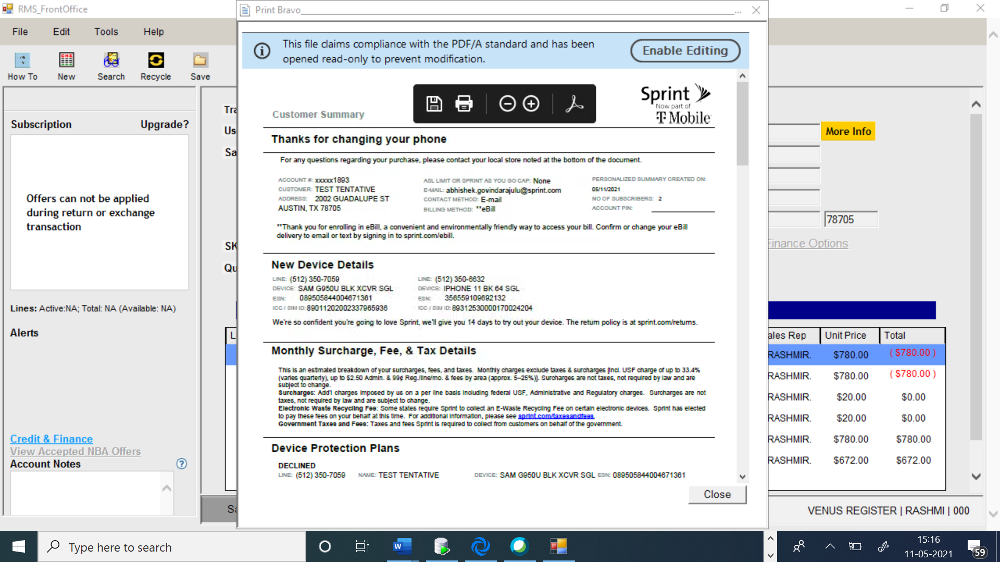 RMS_FrontOffice
File Edit Tools Help
How To New Search Recycle Save
Subscription Upgrade?
Offers can not be applied
during return or exchange
transaction
Lines: Active:NA; Total: NA (Available: NA)
Alerts
Credit & Finance
View Accepted NBA Offers
Account Notes
Print Bravo
This file claims compliance with the PDF/A standard and has been
opened read-only to prevent modification.
Enable Editing
Customer Summary
Sprint
Now part of
T Mobile
Thanks for changing your phone
For any questions regarding your purchase, please contact your local store noted at the bottom of the document.
ACCOUNT #: xxxxx1893
CUSTOMER: TEST TENTATIVE
ADDRESS: 2002 GUADALUPE ST
AUSTIN, TX 78705
ASL LIMIT OR SPRINT AS YOU GO CAP: None
E-MAIL: abhishek.govindarajulu@sprint.com
CONTACT METHOD: E-mail
BILLING METHOD: **eBill
PERSONALIZED SUMMARY CREATED ON:
05/11/2021
NO OF SUBSCRIBERS: 2
ACCOUNT PIN:
**Thank you for enrolling in eBill, a convenient and environmentally friendly way to access your bill. Confirm or change your eBill
delivery to email or text by signing in to sprint.com/ebill.
New Device Details
LINE: (512) 350-7059
DEVICE: SAM G950U BLK XCVR SGL
ESN: 089505844004671361
ICC / SIM ID: 89011202002337965936
LINE: (512) 350-6632
DEVICE: IPHONE 11 BK 64 SGL
ESN: 356559109692132
ICC / SIM ID: 89312530000170024204
We're so confident you're going to love Sprint, we'll give you 14 days to try out your device. The return policy is at sprint.com/returns.
Monthly Surcharge, Fee, & Tax Details
This is an estimated breakdown of your surcharges, fees, and taxes. Monthly charges exclude taxes & surcharges [incl. USF charge of up to 33.4%
(varies quarterly), up to $2.50 Admin. & 99¢ Reg./line/mo. & fees by area (approx. 5–25%)]. Surcharges are not taxes, not required by law and are
subject to change.
Surcharges: Add'l charges imposed by us on a per line basis including federal USF, Administrative and Regulatory charges. Surcharges are not
taxes, not required by law and are subject to change.
Electronic Waste Recycling Fee: Some states require Sprint to collect an E-Waste Recycling Fee on certain electronic devices. Sprint has elected
to pay these fees on your behalf at this time. For additional information, please see sprint.com/taxesandfees.
Government Taxes and Fees: Taxes and fees Sprint is required to collect from customers on behalf of the government.
Device Protection Plans
DECLINED
LINE: (512) 350-7059 NAME: TEST TENTATIVE DEVICE: SAM G950U BLK XCVR SGL ESN: 089505844004671361
Close
Tra
Us
Sa
SK
Qu
L
Sa
More Info
78705
Finance Options
ales Rep Unit Price Total
RASHMIR. $780.00 ( $780.00 )
RASHMIR. $780.00 ( $780.00 )
RASHMIR. $20.00 $0.00
RASHMIR. $20.00 $0.00
RASHMIR. $780.00 $780.00
RASHMIR. $672.00 $672.00
VENUS REGISTER | RASHMI | 000
Type here to search
15:16
11-05-2021
59